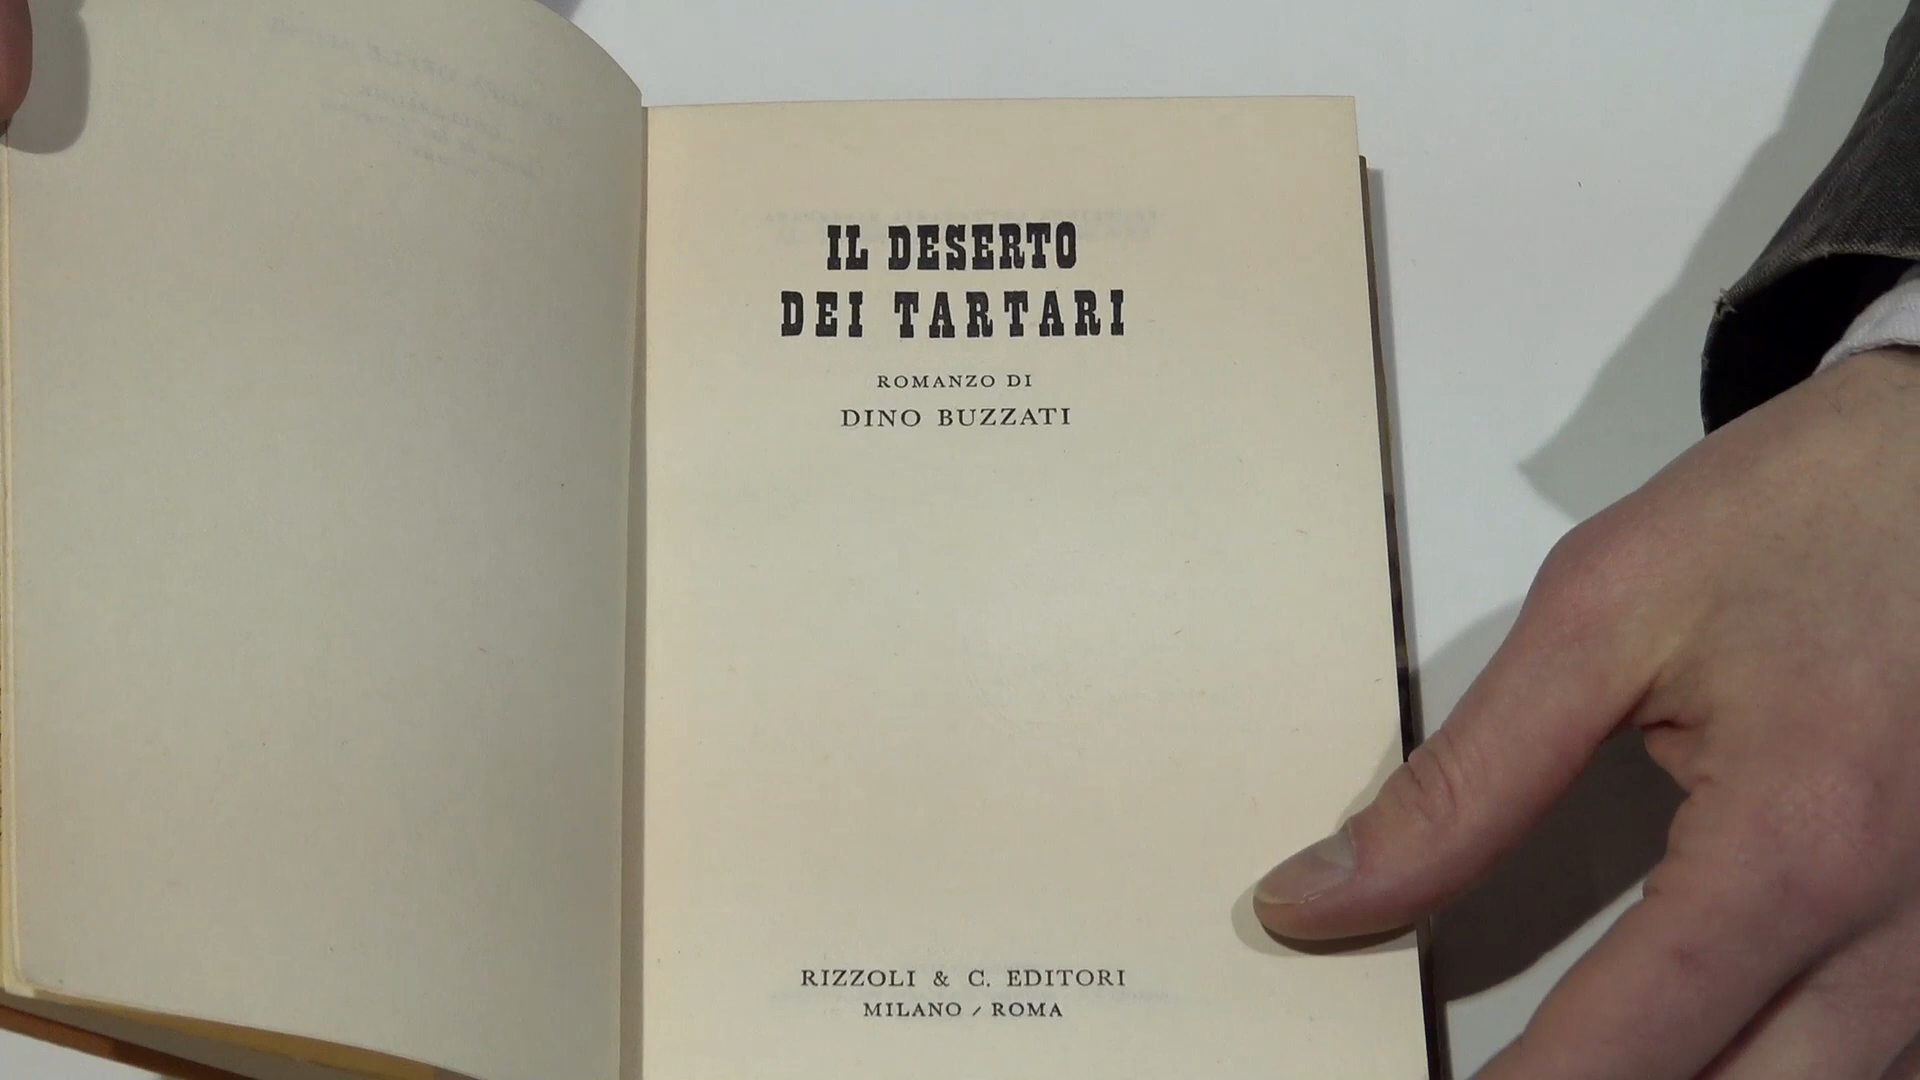 IL DESERTO
DEI TARTARI
ROMANZO DI
DINO BUZZATI
RIZZOLI & C. EDITORI
MILANO / ROMA